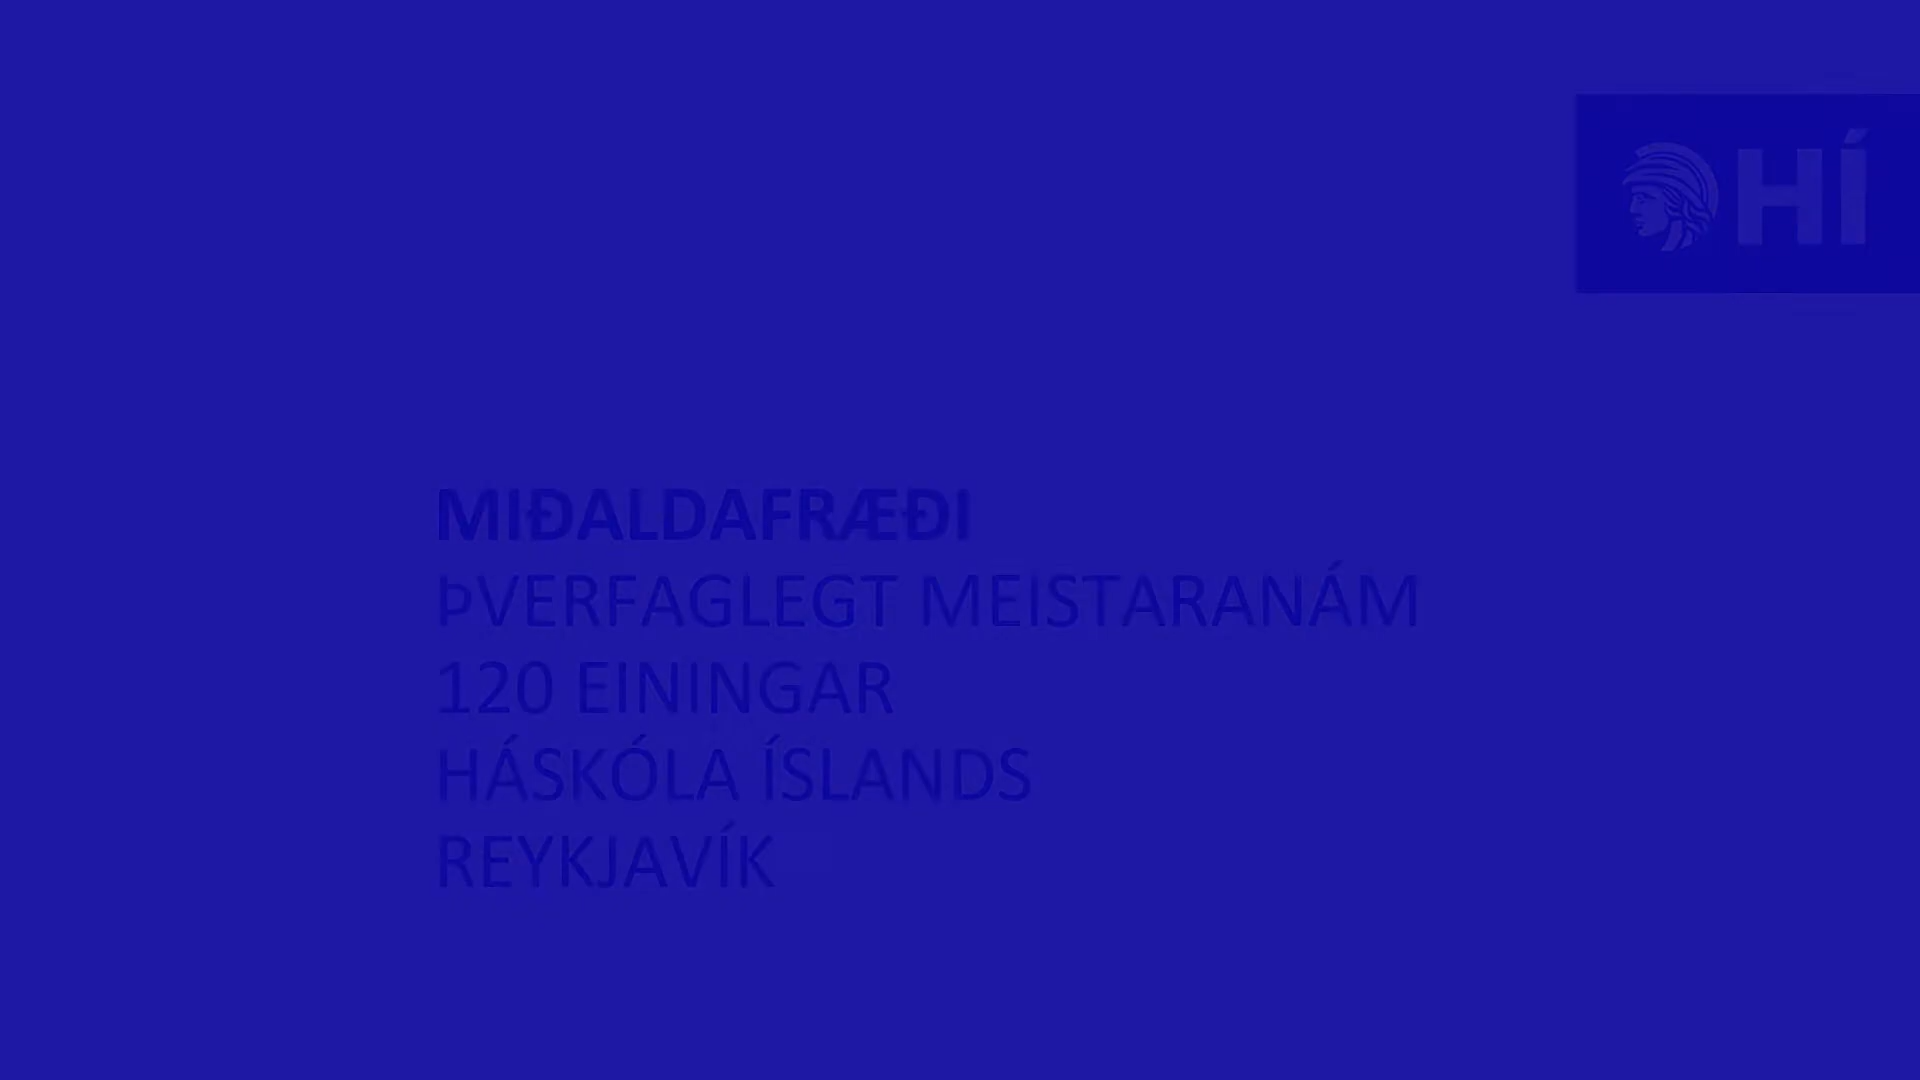 HÍ
MIÐALDAFRÆÐI
ÞVERFAGLEGT MEISTARANÁM
120 EININGAR
HÁSKÓLA ÍSLANDS
REYKJAVÍK